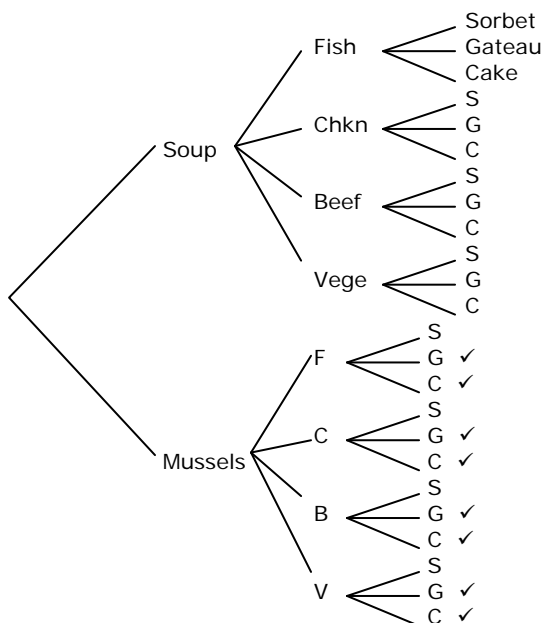 Sorbet
Fish Gateau
Cake
S
Chkn G
C
Soup
S
Beef G
C
S
Vege G
C
S
F G ✓
C ✓
S
C G ✓
C ✓
Mussels
S
B G ✓
C ✓
S
V G ✓
C ✓